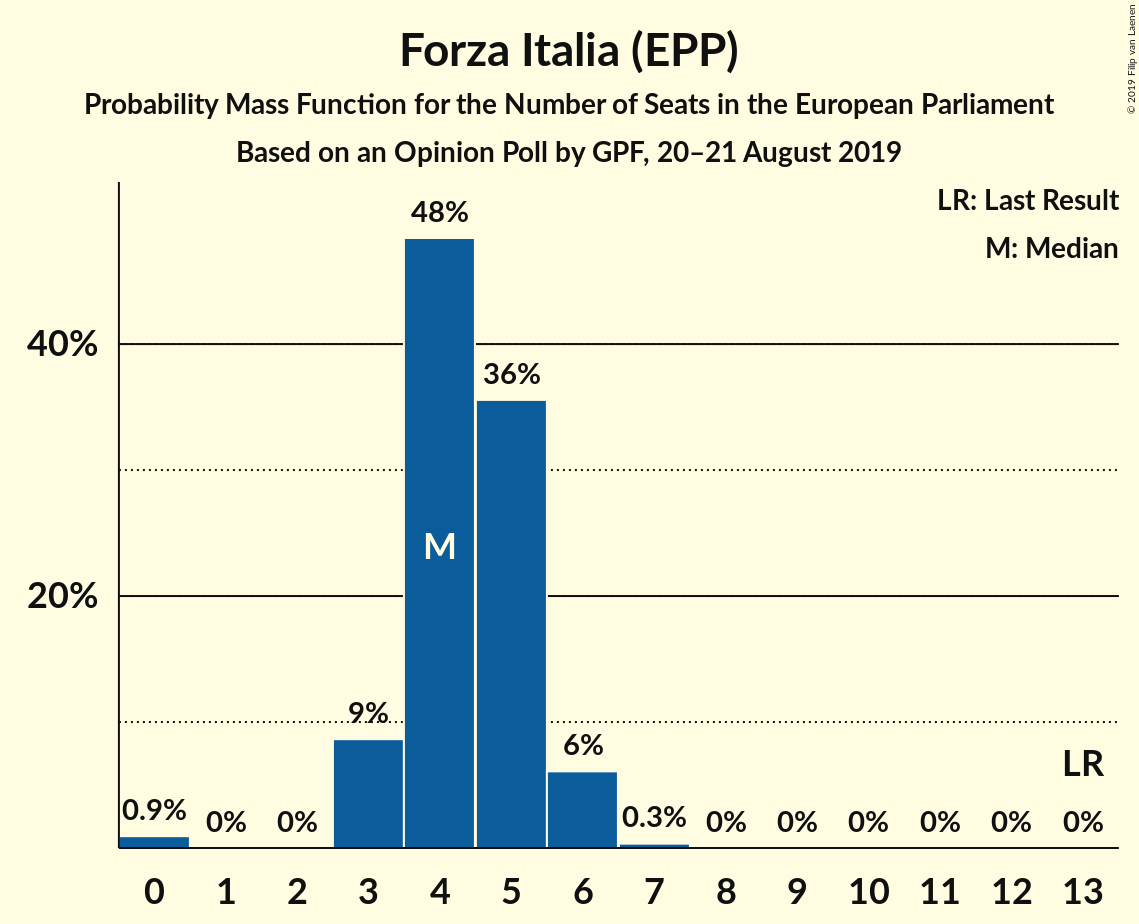 Forza Italia (EPP)
Probability Mass Function for the Number of Seats in the European Parliament
Based on an Opinion Poll by GPF, 20–21 August 2019
© 2019 Filip van Laenen
LR: Last Result
M: Median
48%
40%
36%
M
20%
9%
6%
LR
0.9%
0%
0%
0.3%
0%
0%
0%
0%
0%
0%
0 1 2 3 4 5 6 7 8 9 10 11 12 13